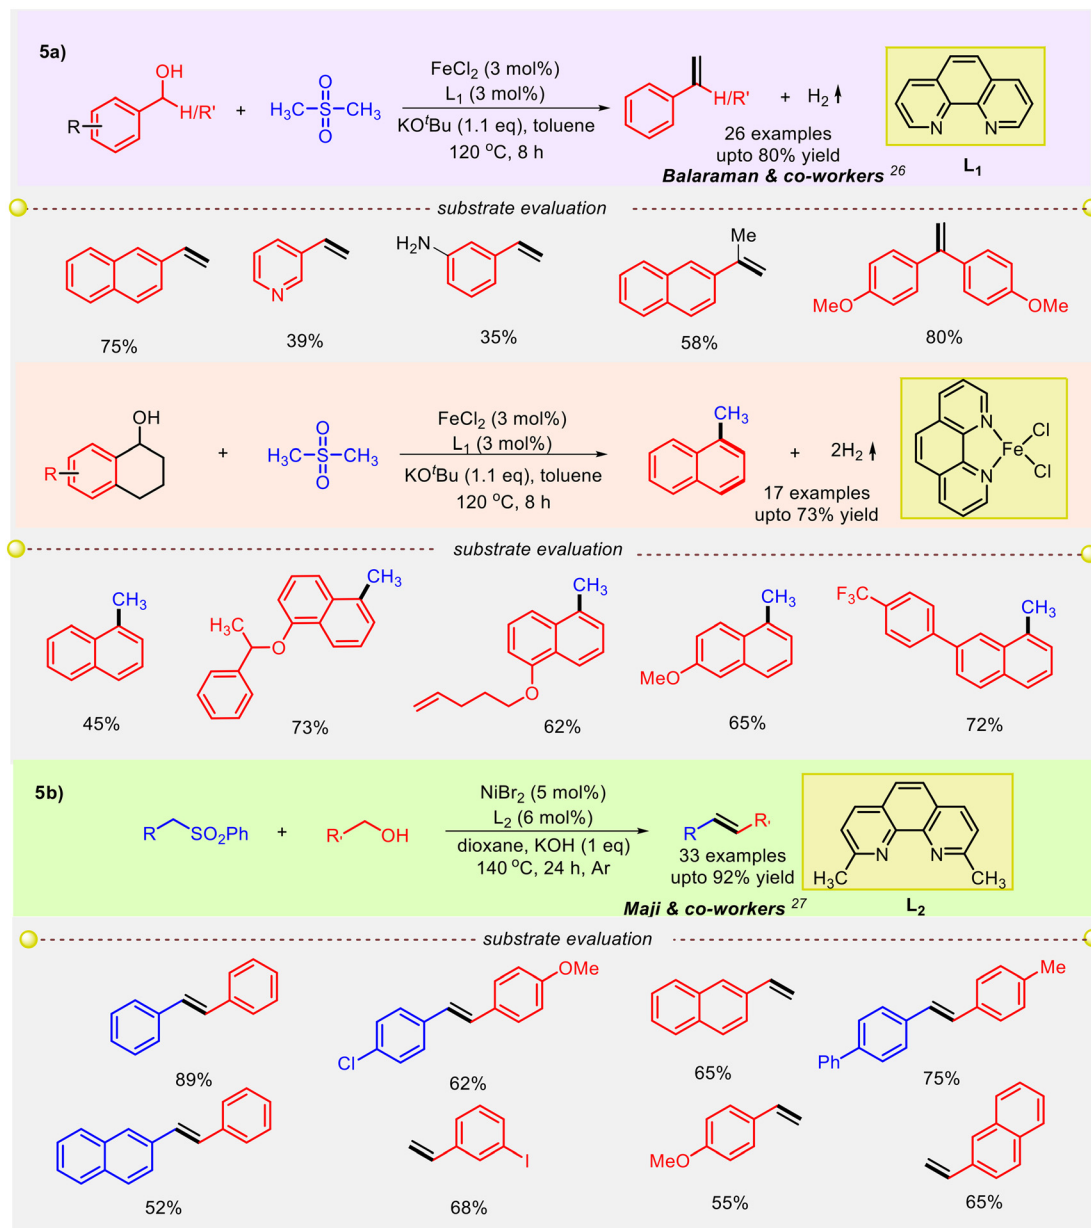 5a)
OH
R
H/R'
+
H3C S CH3
O
O
FeCl2 (3 mol%)
L1 (3 mol%)
KOtBu (1.1 eq), toluene
120 oC, 8 h
H/R'
+ H2
26 examples
upto 80% yield
Balaraman & co-workers 26
N N
L1
substrate evaluation
N
H2N
Me
MeO
OMe
75%
39%
35%
58%
80%
OH
R
+
H3C S CH3
O
O
FeCl2 (3 mol%)
L1 (3 mol%)
KOtBu (1.1 eq), toluene
120 oC, 8 h
CH3
+ 2H2
17 examples
upto 73% yield
N
N
Fe
Cl
Cl
substrate evaluation
CH3
CH3
H3C
O
CH3
O
CH3
MeO
F3C
CH3
45%
73%
62%
65%
72%
5b)
R SO2Ph
+
R' OH
NiBr2 (5 mol%)
L2 (6 mol%)
dioxane, KOH (1 eq)
140 oC, 24 h, Ar
R R'
33 examples
upto 92% yield
Maji & co-workers 27
N N
H3C CH3
L2
substrate evaluation
OMe
Cl
Me
Ph
89%
62%
65%
75%
I
MeO
52%
68%
55%
65%